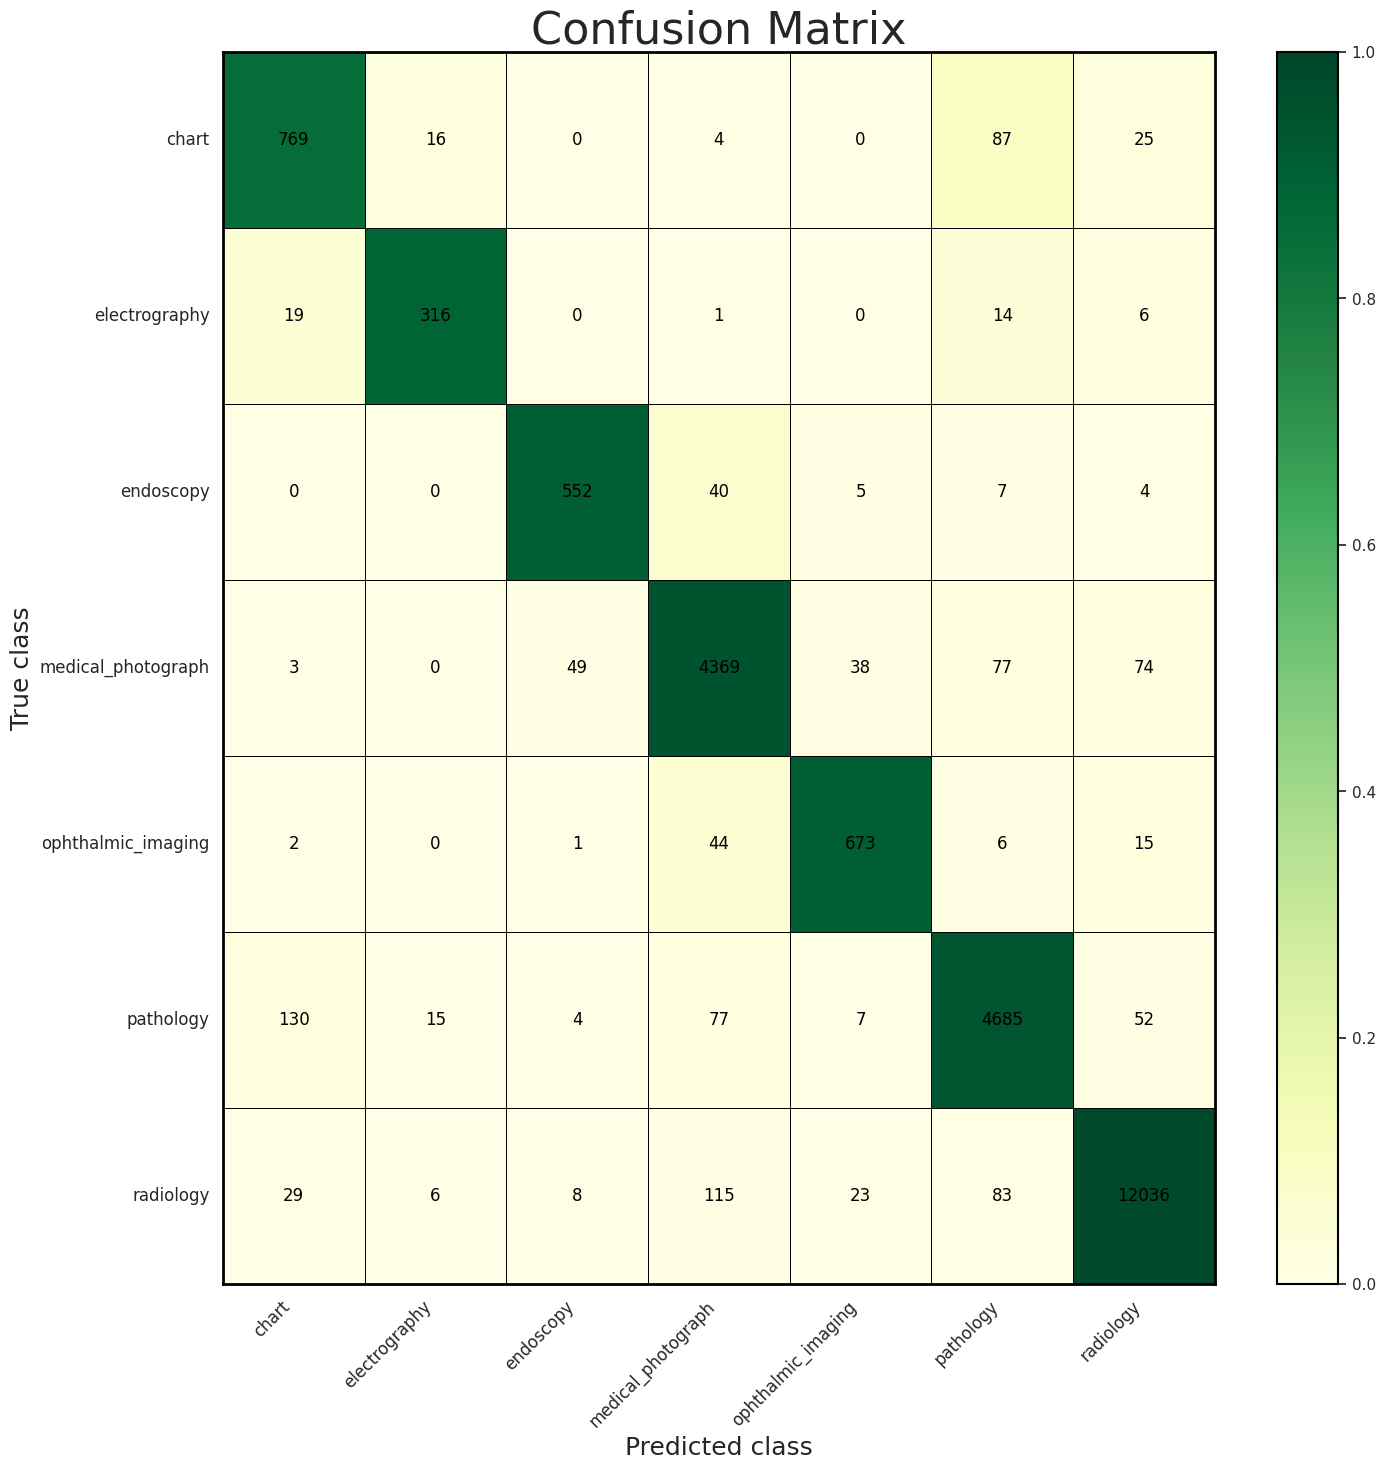 Confusion Matrix
chart 769 16 0 4 0 87 25
electrography 19 316 0 1 0 14 6
endoscopy 0 0 552 40 5 7 4
medical_photograph 3 0 49 4369 38 77 74
ophthalmic_imaging 2 0 1 44 673 6 15
pathology 130 15 4 77 7 4685 52
radiology 29 6 8 115 23 83 12036
True class
chart electrography endoscopy medical_photograph ophthalmic_imaging pathology radiology
Predicted class
1.0
0.8
0.6
0.4
0.2
0.0